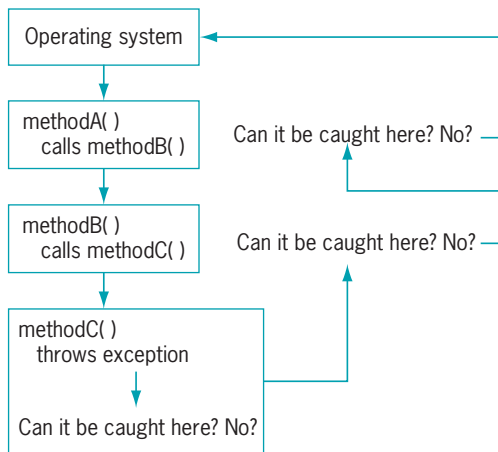 Operating system
methodA( )
calls methodB( )
Can it be caught here? No?
methodB( )
calls methodC( )
Can it be caught here? No?
methodC( )
throws exception
Can it be caught here? No?